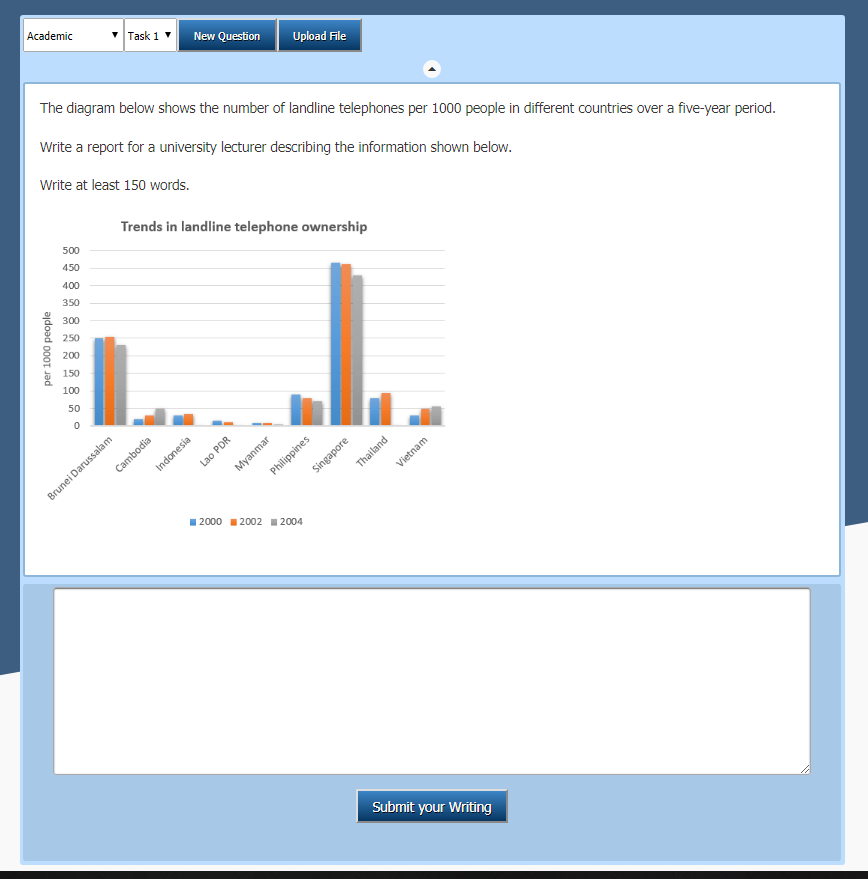 Academic ▼ Task 1 ▼ New Question Upload File
The diagram below shows the number of landline telephones per 1000 people in different countries over a five-year period.
Write a report for a university lecturer describing the information shown below.
Write at least 150 words.
Trends in landline telephone ownership
500
450
400
350
300
250
200
150
100
50
0
per 1000 people
Brunei Darussalam
Cambodia
Indonesia
Lao PDR
Myanmar
Philippines
Singapore
Thailand
Vietnam
2000 2002 2004
Submit your Writing